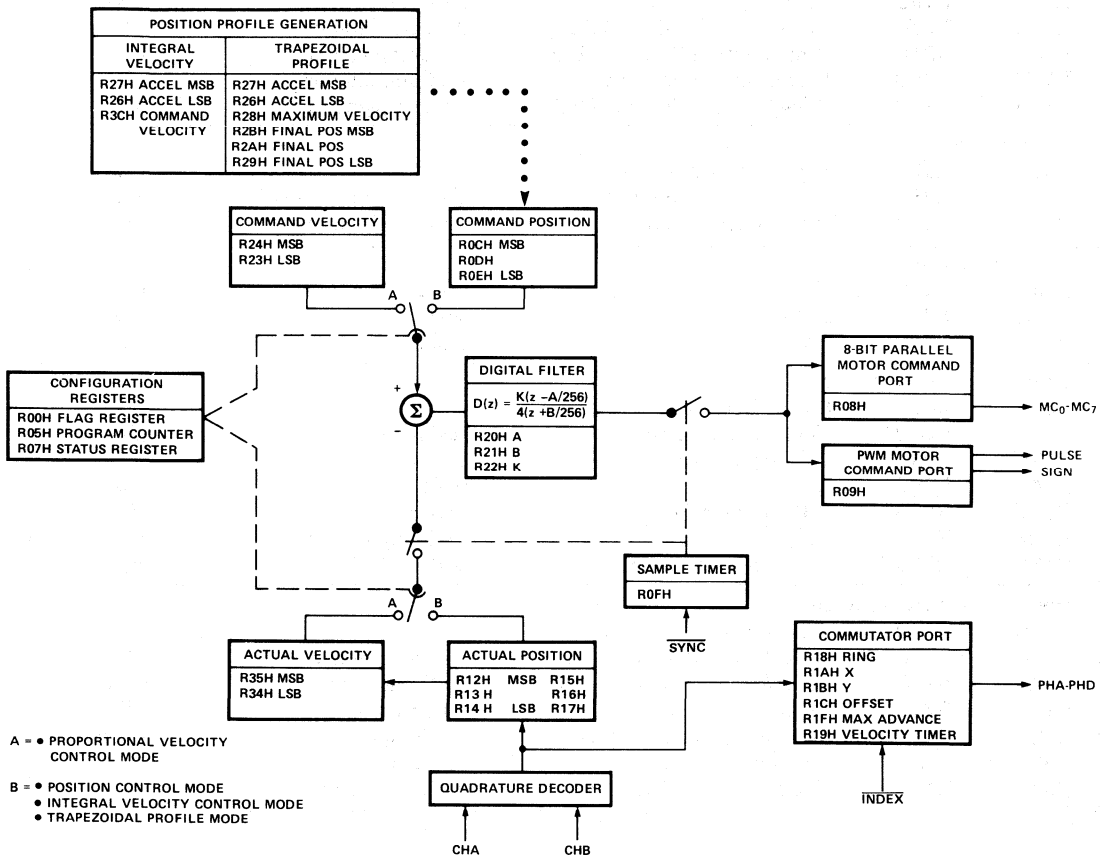 POSITION PROFILE GENERATION
INTEGRAL VELOCITY
R27H ACCEL MSB
R26H ACCEL LSB
R3CH COMMAND
VELOCITY
TRAPEZOIDAL PROFILE
R27H ACCEL MSB
R26H ACCEL LSB
R28H MAXIMUM VELOCITY
R2BH FINAL POS MSB
R2AH FINAL POS
R29H FINAL POS LSB
COMMAND VELOCITY
R24H MSB
R23H LSB
COMMAND POSITION
R0CH MSB
R0DH
R0EH LSB
A
B
CONFIGURATION
REGISTERS
R00H FLAG REGISTER
R05H PROGRAM COUNTER
R07H STATUS REGISTER
+
Σ
−
DIGITAL FILTER
D(z) = K(z −A/256)
4(z +B/256)
R20H A
R21H B
R22H K
8-BIT PARALLEL
MOTOR COMMAND
PORT
R08H
MC0-MC7
PWM MOTOR
COMMAND PORT
R09H
PULSE
SIGN
SAMPLE TIMER
R0FH
SYNC
A
B
ACTUAL VELOCITY
R35H MSB
R34H LSB
ACTUAL POSITION
R12H MSB R15H
R13 H R16H
R14 H LSB R17H
COMMUTATOR PORT
R18H RING
R1AH X
R1BH Y
R1CH OFFSET
R1FH MAX ADVANCE
R19H VELOCITY TIMER
PHA-PHD
INDEX
QUADRATURE DECODER
CHA
CHB
A = • PROPORTIONAL VELOCITY
CONTROL MODE
B = • POSITION CONTROL MODE
• INTEGRAL VELOCITY CONTROL MODE
• TRAPEZOIDAL PROFILE MODE